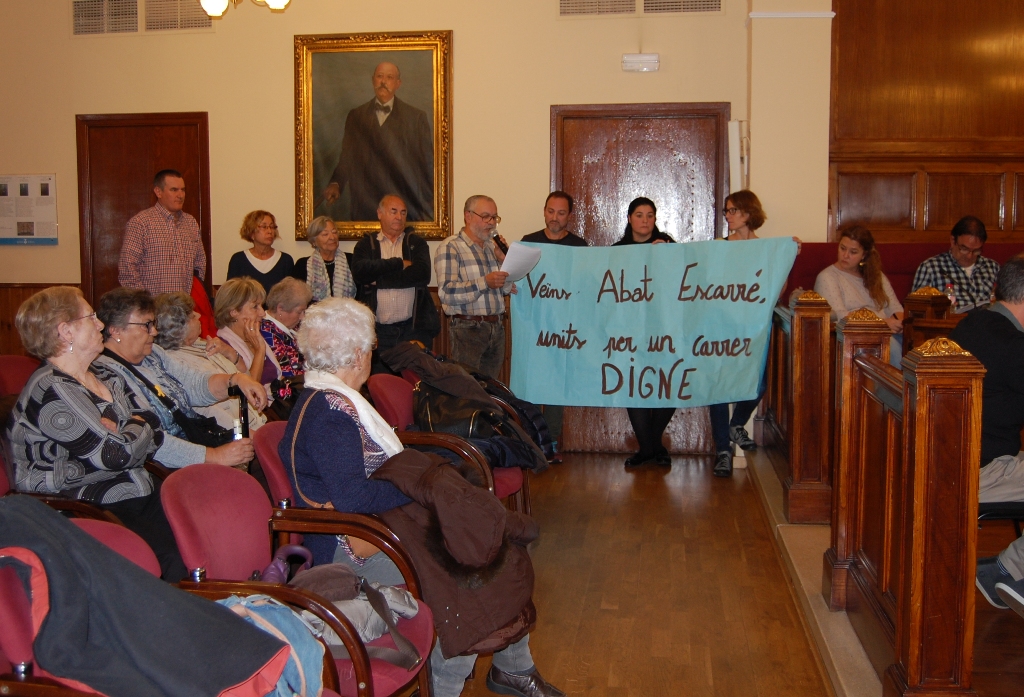 Veïns Abat Escarré,
units per un carrer
DIGNE